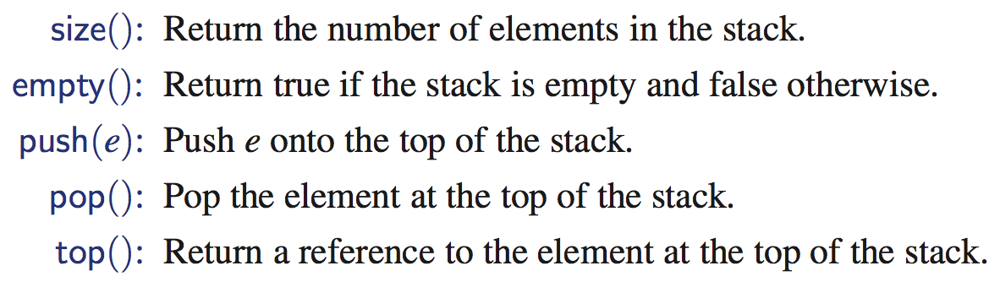 size(): Return the number of elements in the stack.
empty(): Return true if the stack is empty and false otherwise.
push(e): Push e onto the top of the stack.
pop(): Pop the element at the top of the stack.
top(): Return a reference to the element at the top of the stack.